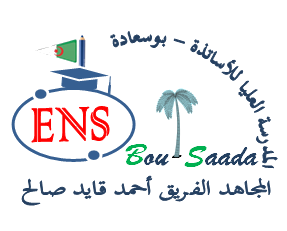 المدرسة العليا للأساتذة - بوسعادة
ENS
Bou-Saada
المجاهد الفريق أحمد قايد صالح